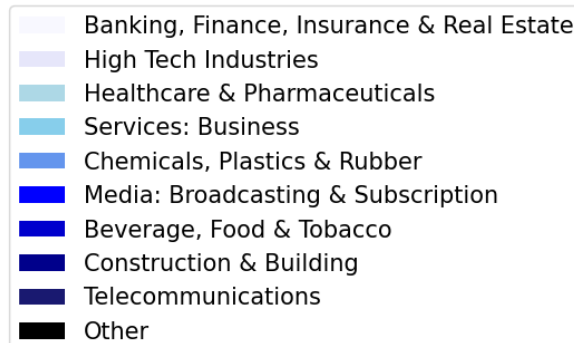 Banking, Finance, Insurance & Real Estate
High Tech Industries
Healthcare & Pharmaceuticals
Services: Business
Chemicals, Plastics & Rubber
Media: Broadcasting & Subscription
Beverage, Food & Tobacco
Construction & Building
Telecommunications
Other